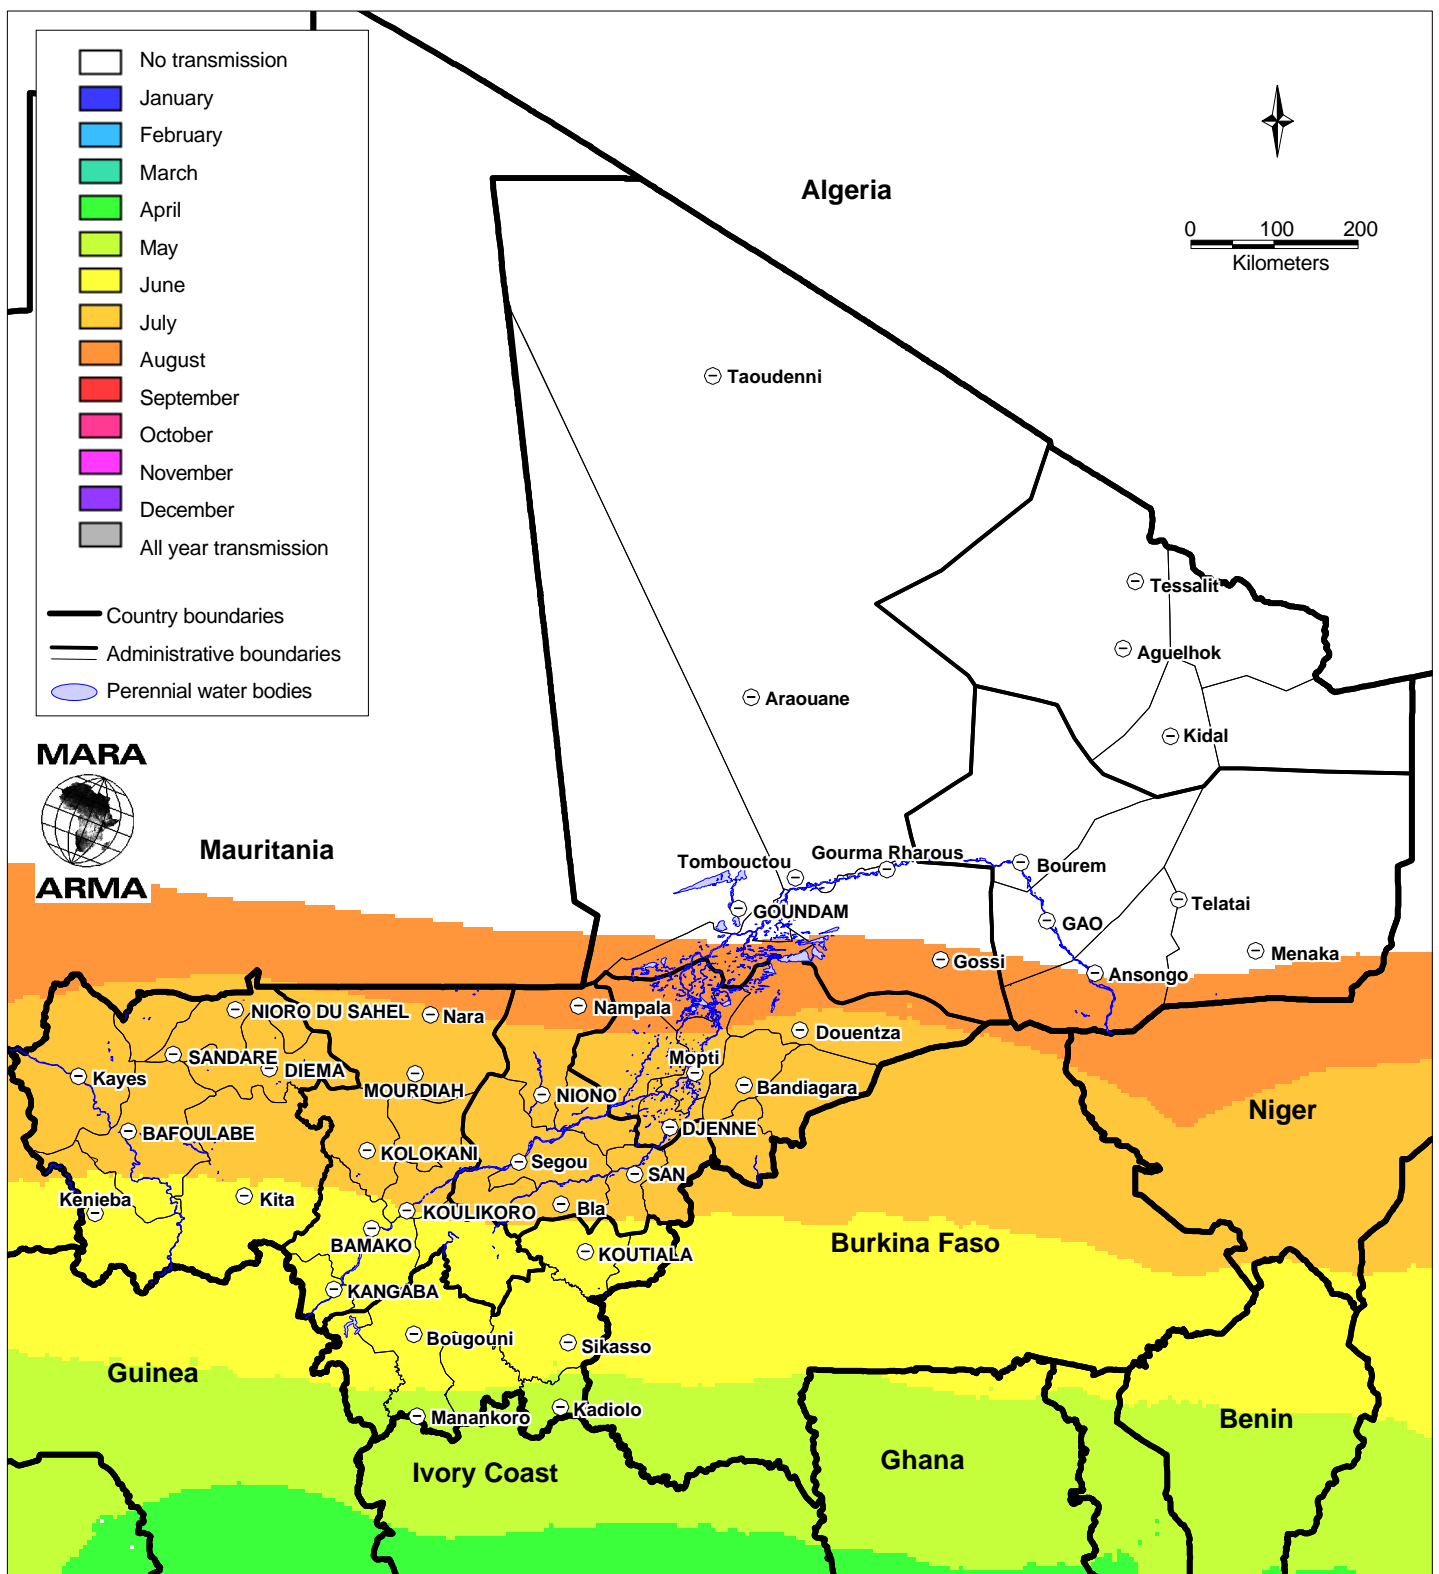 No transmission
January
February
March
April
May
June
July
August
September
October
November
December
All year transmission
Country boundaries
Administrative boundaries
Perennial water bodies
MARA
ARMA
0 100 200
Kilometers
Algeria
Taoudenni
Tessalit
Aguelhok
Araouane
Kidal
Mauritania
Tombouctou
Gourma Rharous
Bourem
GOUNDAM
GAO
Telatai
Menaka
Gossi
Ansongo
NIORO DU SAHEL
Nara
Nampala
Douentza
SANDARE
DIEMA
Mopti
Kayes
MOURDIAH
NIONO
Bandiagara
Niger
BAFOULABE
DJENNE
KOLOKANI
Segou
SAN
Kenieba
Kita
KOULIKORO
Bla
BAMAKO
KOUTIALA
Burkina Faso
KANGABA
Bougouni
Sikasso
Guinea
Manankoro
Kadiolo
Benin
Ivory Coast
Ghana